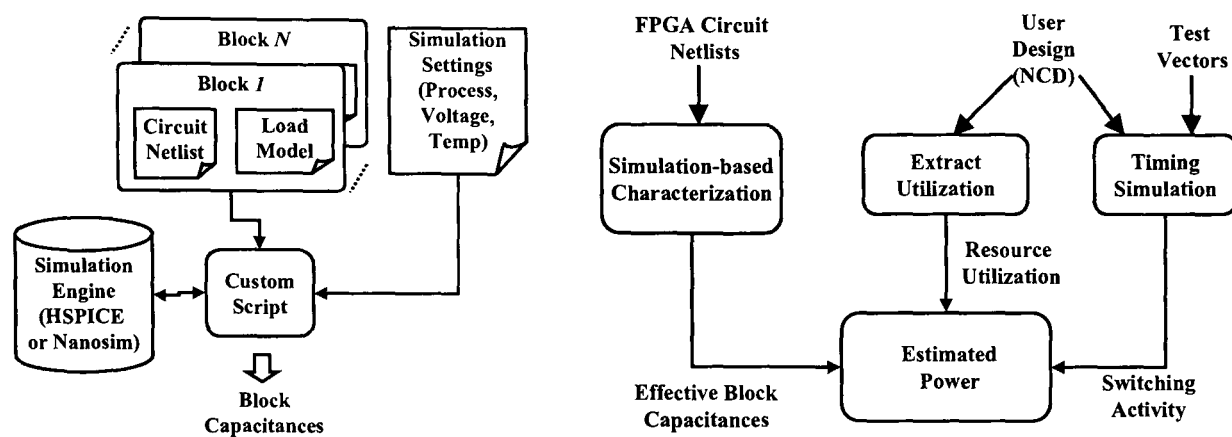 Block N
Block 1
Circuit
Netlist
Load
Model
Simulation
Settings
(Process,
Voltage,
Temp)
Simulation
Engine
(HSPICE
or Nanosim)
Custom
Script
Block
Capacitances
FPGA Circuit
Netlists
User
Design
(NCD)
Test
Vectors
Simulation-based
Characterization
Extract
Utilization
Timing
Simulation
Resource
Utilization
Estimated
Power
Effective Block
Capacitances
Switching
Activity